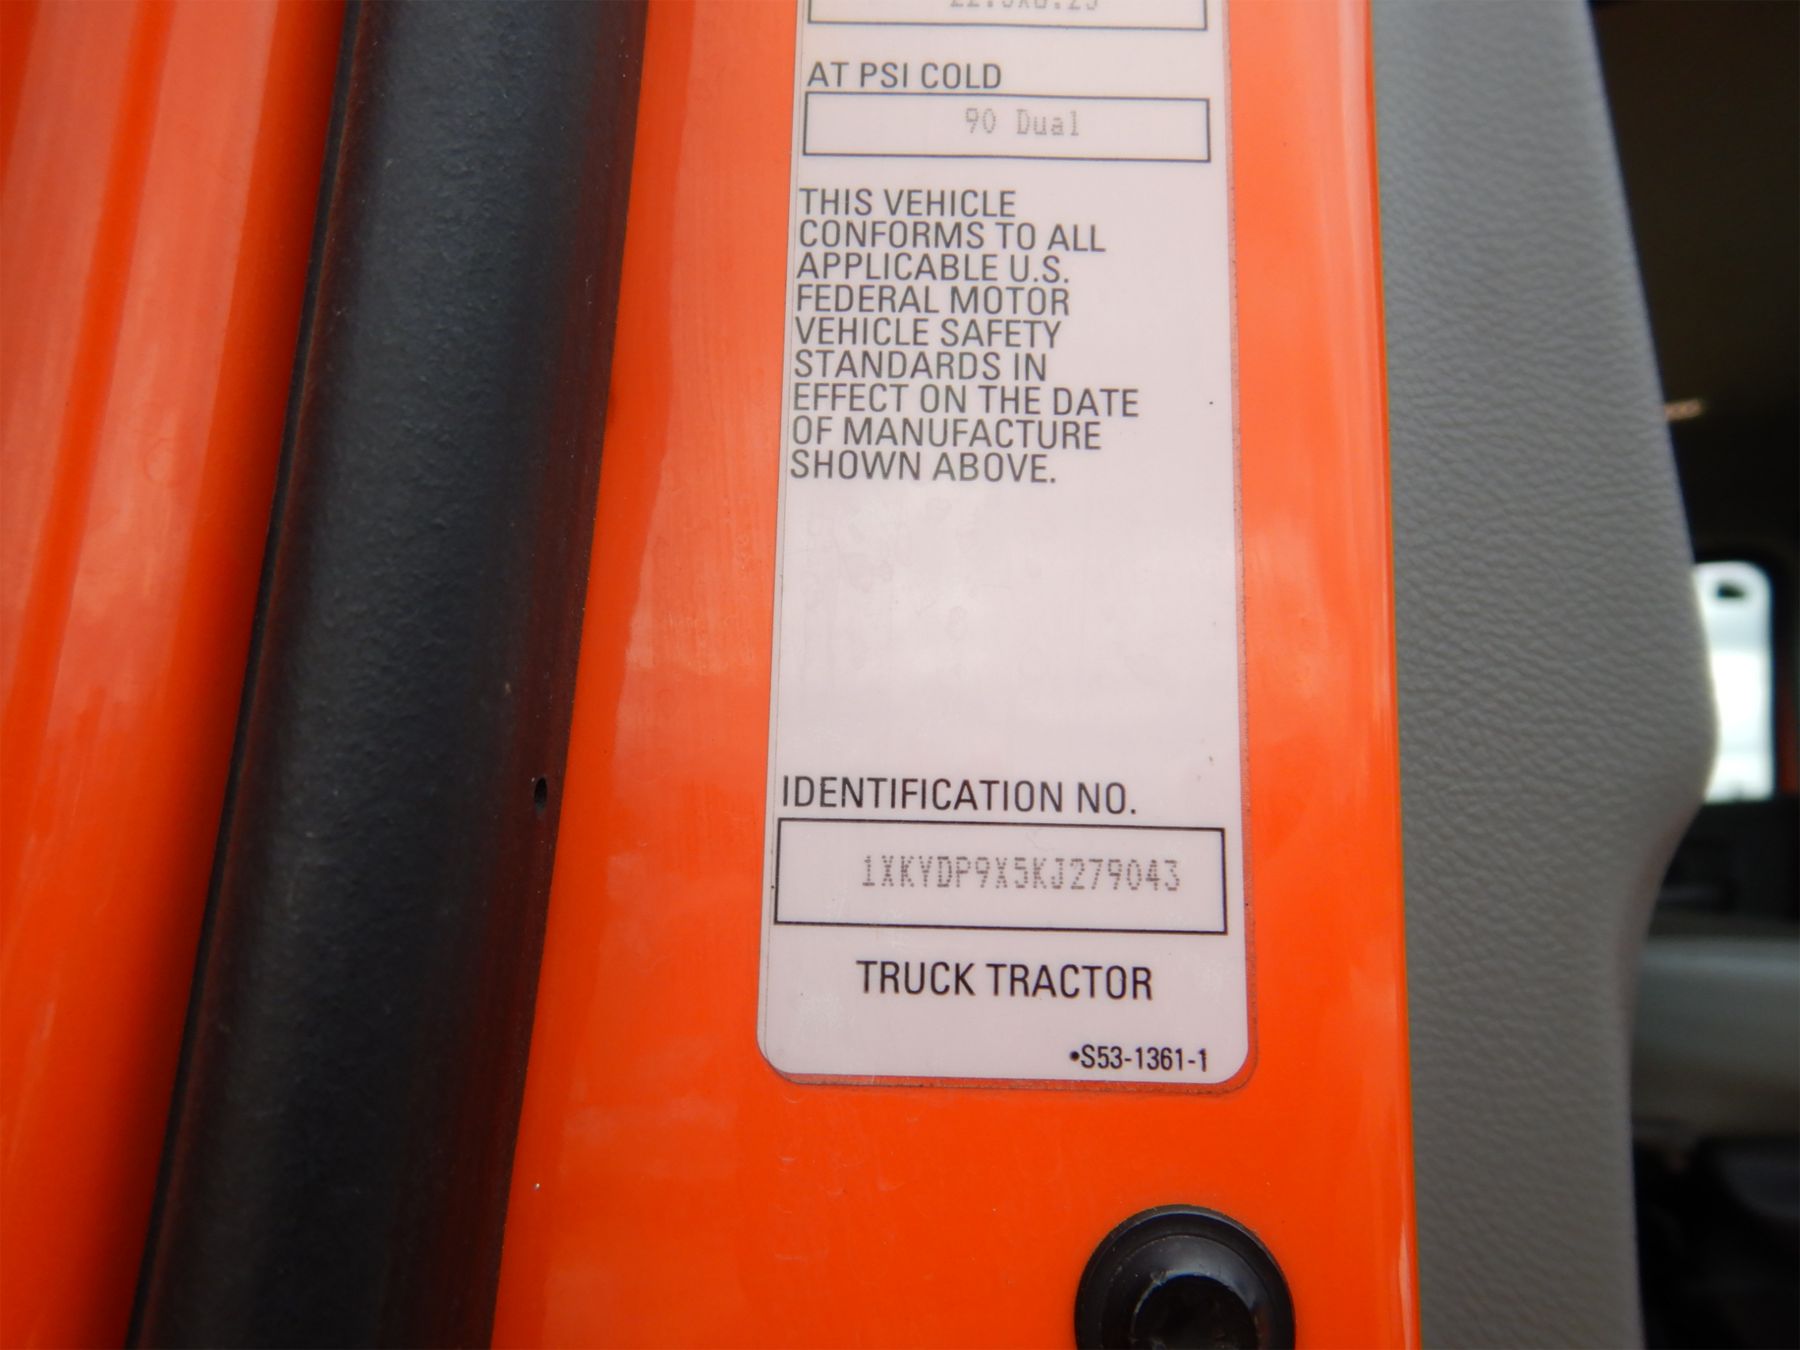 AT PSI COLD
90 Dual
THIS VEHICLE
CONFORMS TO ALL
APPLICABLE U.S.
FEDERAL MOTOR
VEHICLE SAFETY
STANDARDS IN
EFFECT ON THE DATE
OF MANUFACTURE
SHOWN ABOVE.
IDENTIFICATION NO.
1XKYDP9X5KJ279043
TRUCK TRACTOR
•S53-1361-1